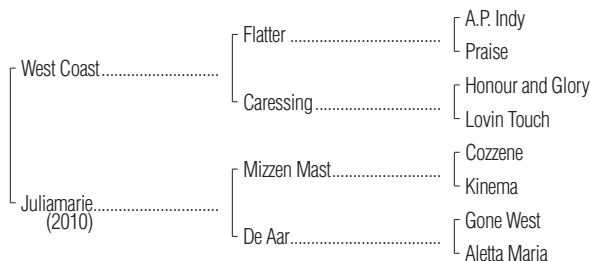 A.P. Indy
Flatter
Praise
West Coast
Honour and Glory
Caressing
Lovin Touch
Cozzene
Mizzen Mast
Kinema
Juliamarie
(2010)
Gone West
De Aar
Aletta Maria